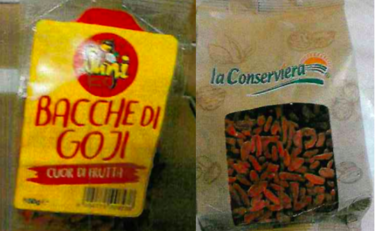 BACCHE DI
GOJI
CUOR DI FRUTTA
la Conserviera